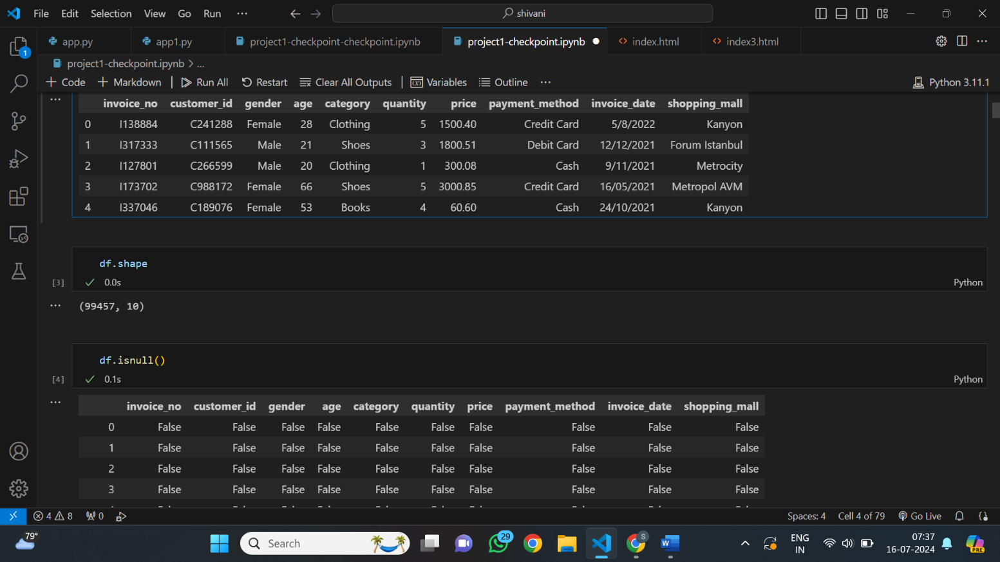 File Edit Selection View Go Run ··· shivani
1
app.py app1.py project1-checkpoint-checkpoint.ipynb project1-checkpoint.ipynb index.html index3.html
project1-checkpoint.ipynb > ...
Code Markdown Run All Restart Clear All Outputs Variables Outline ··· Python 3.11.1
invoice_no customer_id gender age category quantity price payment_method invoice_date shopping_mall
0 I138884 C241288 Female 28 Clothing 5 1500.40 Credit Card 5/8/2022 Kanyon
1 I317333 C111565 Male 21 Shoes 3 1800.51 Debit Card 12/12/2021 Forum Istanbul
2 I127801 C266599 Male 20 Clothing 1 300.08 Cash 9/11/2021 Metrocity
3 I173702 C988172 Female 66 Shoes 5 3000.85 Credit Card 16/05/2021 Metropol AVM
4 I337046 C189076 Female 53 Books 4 60.60 Cash 24/10/2021 Kanyon
df.shape
[3] 0.0s Python
(99457, 10)
df.isnull()
[4] 0.1s Python
invoice_no customer_id gender age category quantity price payment_method invoice_date shopping_mall
0 False False False False False False False False False False
1 False False False False False False False False False False
2 False False False False False False False False False False
3 False False False False False False False False False False
4 8 0 Spaces: 4 Cell 4 of 79 Go Live
79° Search 29 S W ENG IN 07:37 16-07-2024 PRE